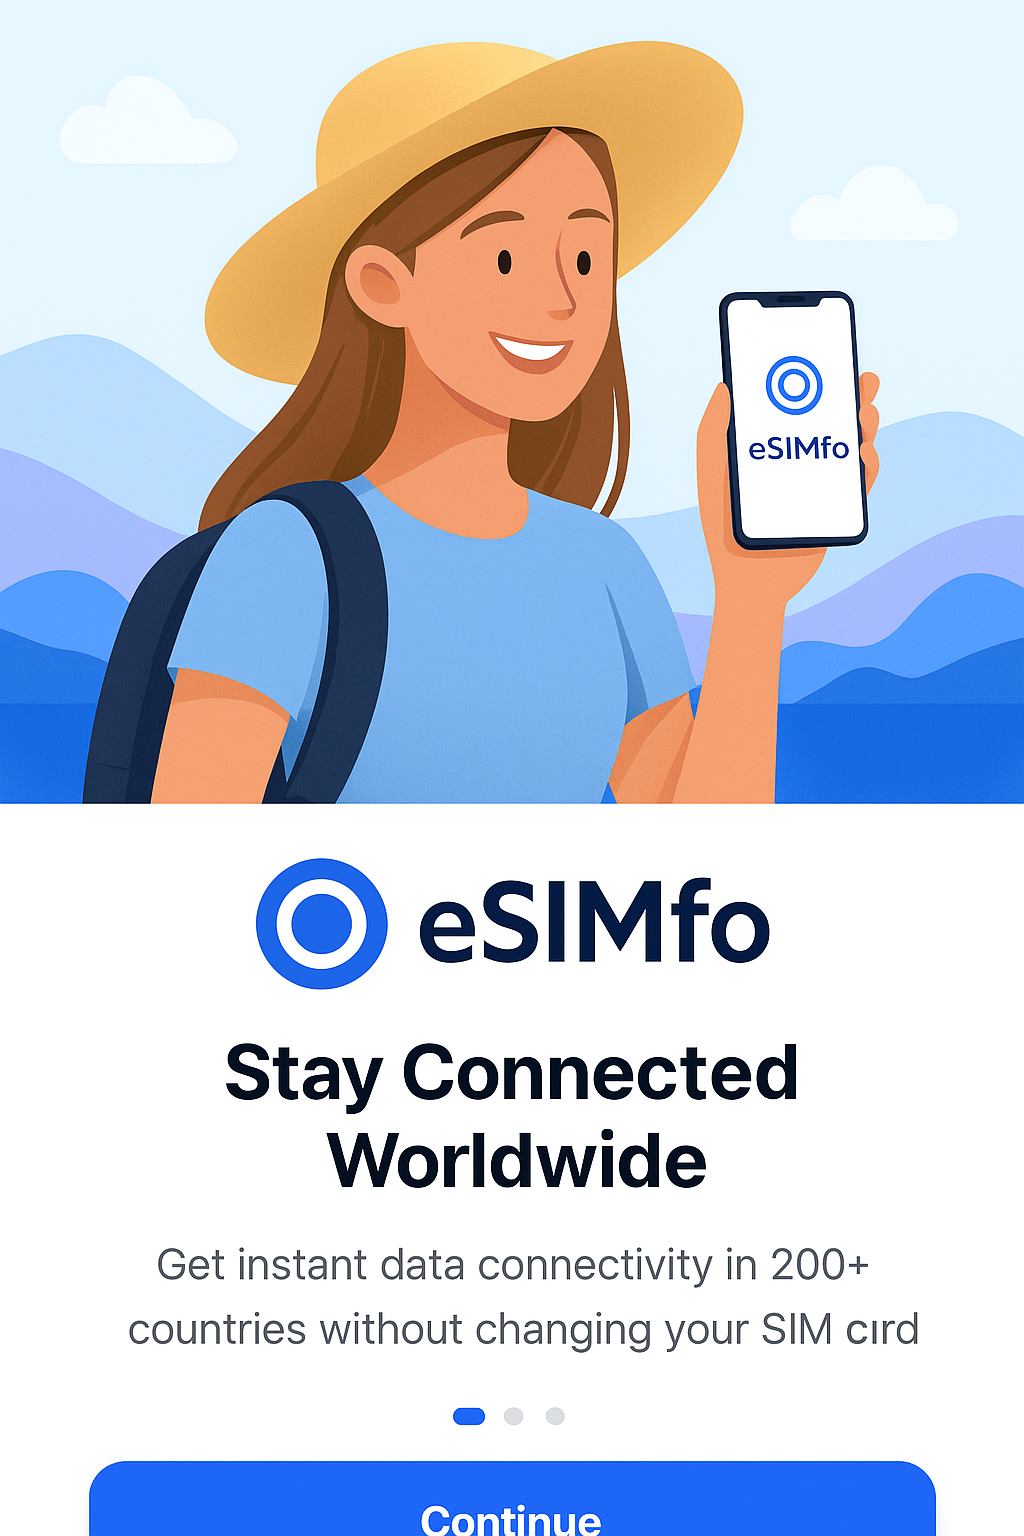 eSIMfo
eSIMfo
Stay Connected
Worldwide
Get instant data connectivity in 200+
countries without changing your SIM cırd
Continue